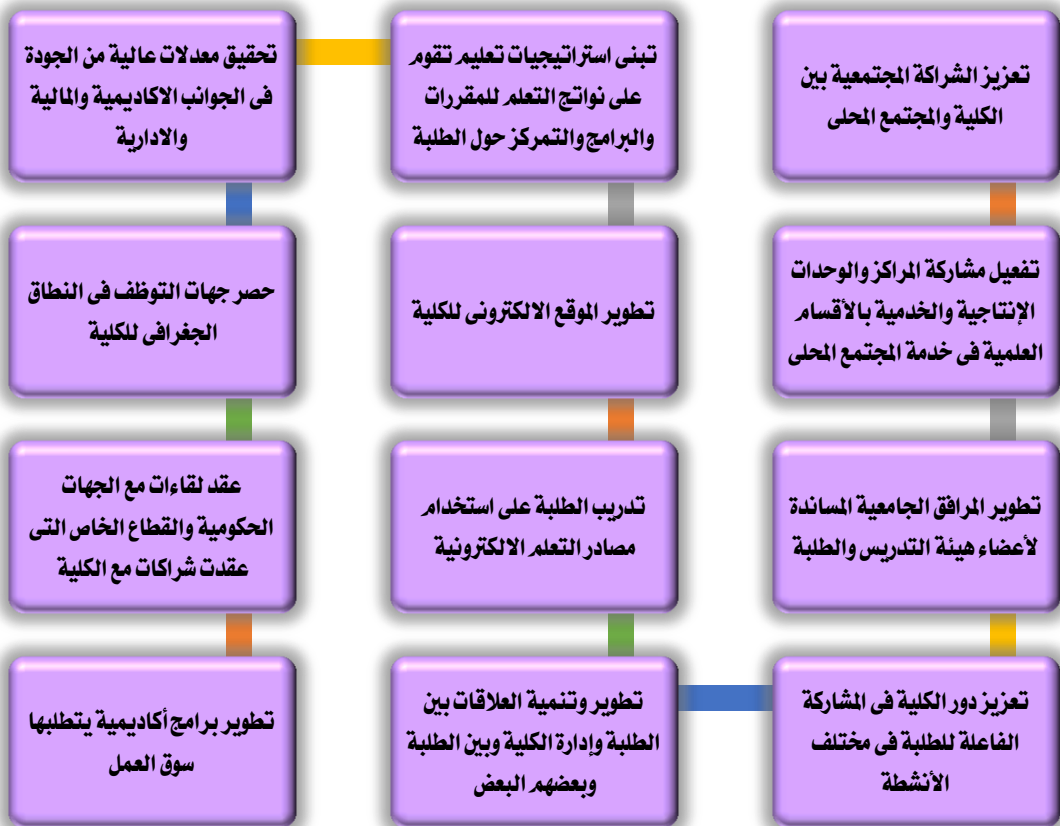 تعزيز الشراكة المجتمعية بين
الكلية والمجتمع المحلى
تفعيل مشاركة المراكز والوحدات
الإنتاجية والخدمية بالأقسام
العلمية فى خدمة المجتمع المحلى
تطوير المرافق الجامعية المساندة
لأعضاء هيئة التدريس والطلبة
تعزيز دور الكلية فى المشاركة
الفاعلة للطلبة فى مختلف
الأنشطة
تطوير وتنمية العلاقات بين
الطلبة وإدارة الكلية وبين الطلبة
وبعضهم البعض
تدريب الطلبة على استخدام
مصادر التعلم الالكترونية
تطوير الموقع الالكترونى للكلية
تبنى استراتيجيات تعليم تقوم
على نواتج التعلم للمقررات
والبرامج والتمركز حول الطلبة
تحقيق معدلات عالية من الجودة
فى الجوانب الاكاديمية والمالية
والادارية
حصر جهات التوظف فى النطاق
الجغرافى للكلية
عقد لقاءات مع الجهات
الحكومية والقطاع الخاص التى
عقدت شراكات مع الكلية
تطوير برامج أكاديمية يتطلبها
سوق العمل